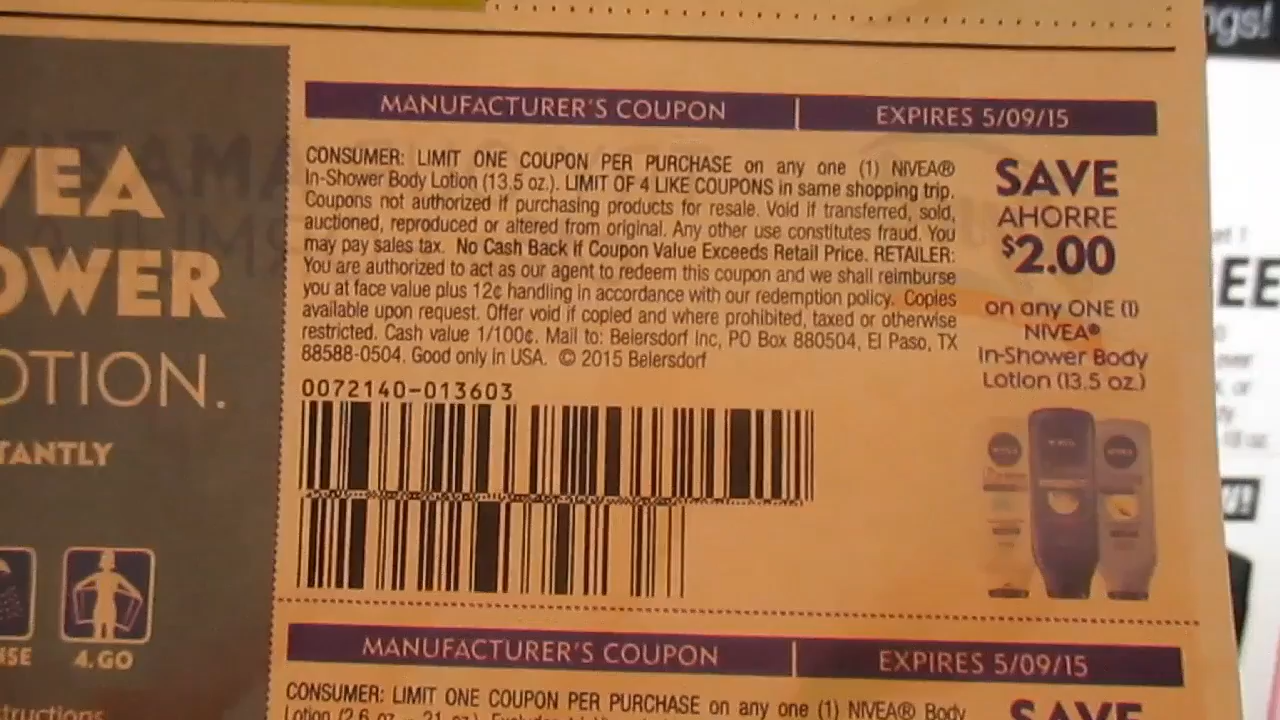 ngs!
VEA
OWER
OTION.
TANTLY
4.GO
MANUFACTURER'S COUPON
EXPIRES 5/09/15
CONSUMER: LIMIT ONE COUPON PER PURCHASE on any one (1) NIVEA®
In-Shower Body Lotion (13.5 oz.). LIMIT OF 4 LIKE COUPONS in same shopping trip.
Coupons not authorized if purchasing products for resale. Void if transferred, sold,
auctioned, reproduced or altered from original. Any other use constitutes fraud. You
may pay sales tax. No Cash Back if Coupon Value Exceeds Retail Price. RETAILER:
You are authorized to act as our agent to redeem this coupon and we shall reimburse
you at face value plus 12¢ handling in accordance with our redemption policy. Copies
available upon request. Offer void if copied and where prohibited, taxed or otherwise
restricted. Cash value 1/100¢. Mail to: Beiersdorf Inc, PO Box 880504, El Paso, TX
88588-0504. Good only in USA. © 2015 Beiersdorf
0072140-013603
SAVE
AHORRE
$2.00
on any ONE (1)
NIVEA®
In-Shower Body
Lotion (13.5 oz.)
MANUFACTURER'S COUPON
EXPIRES 5/09/15
CONSUMER: LIMIT ONE COUPON PER PURCHASE on any one (1) NIVEA® Body
SAVE